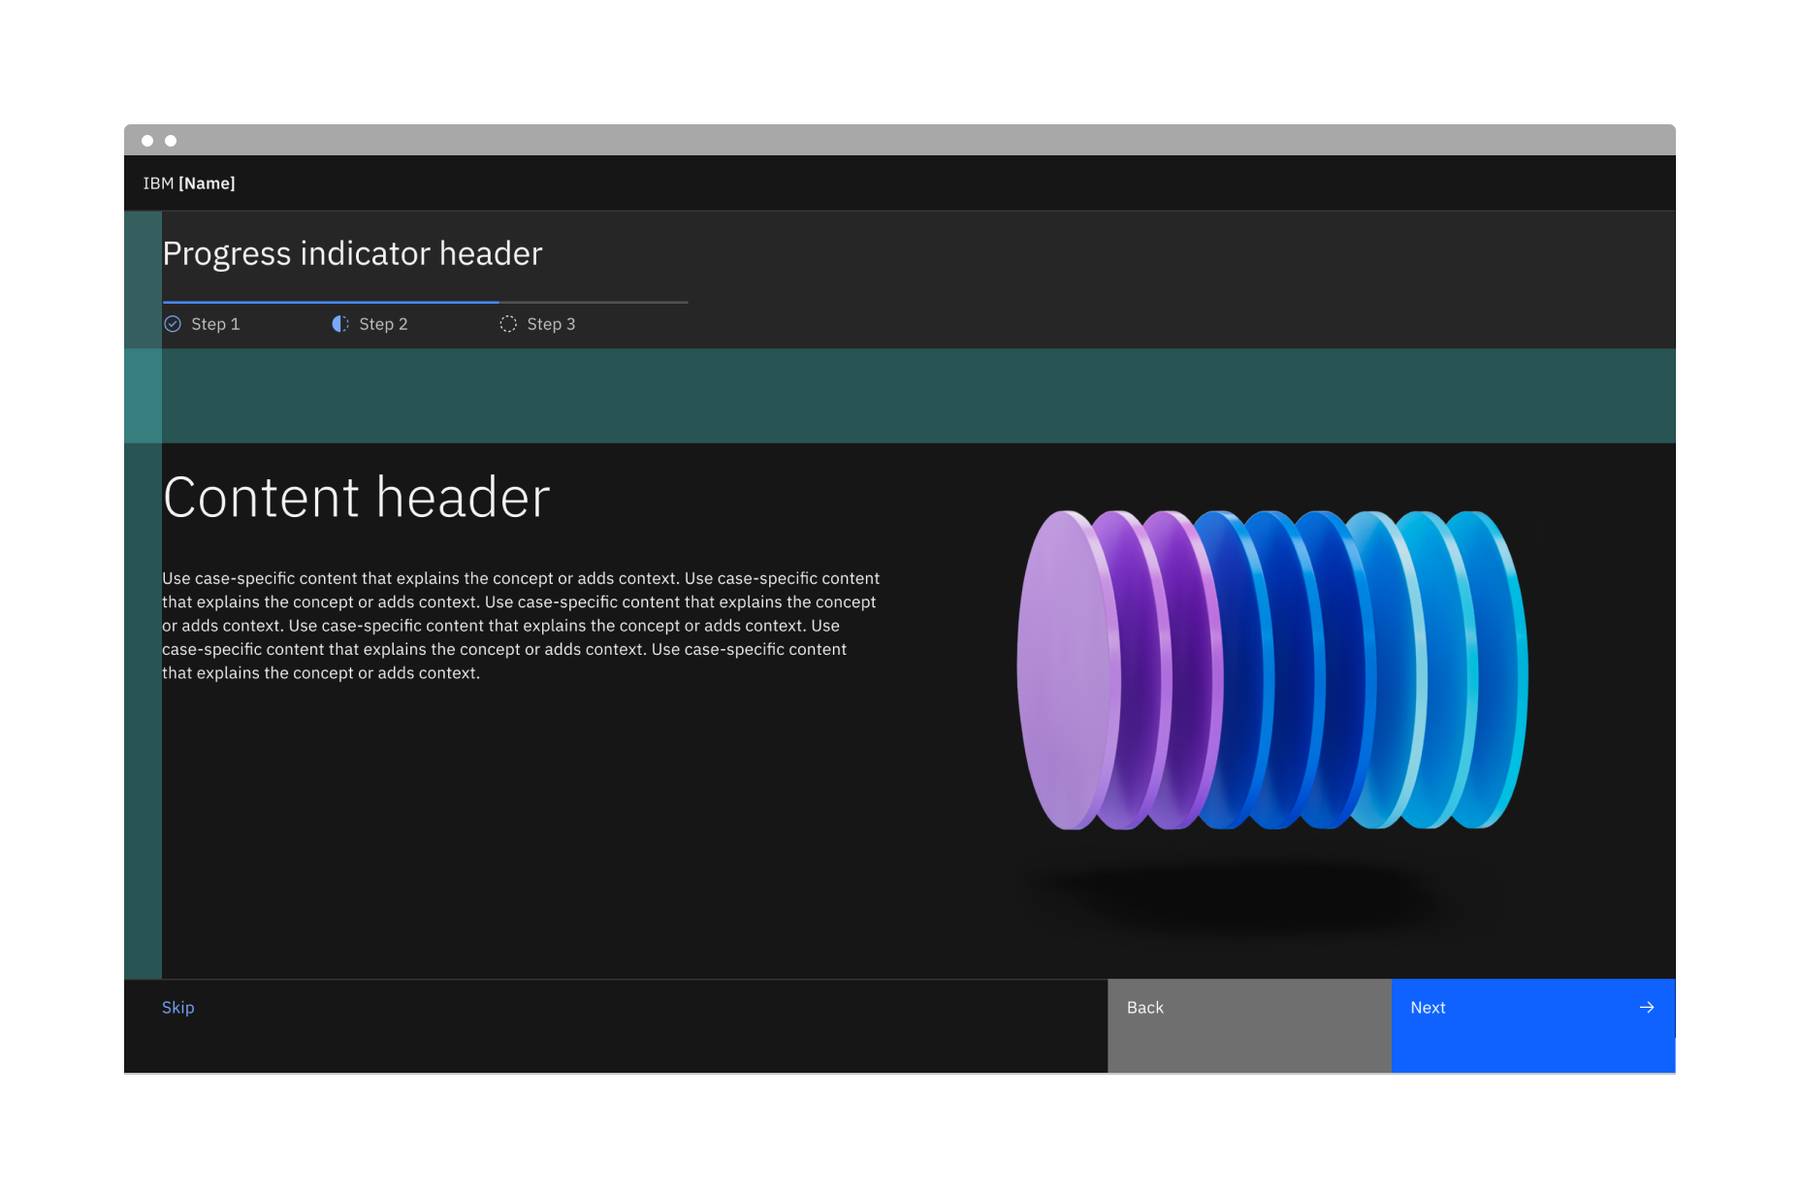 IBM [Name]
Progress indicator header
Step 1 Step 2 Step 3
Content header
Use case-specific content that explains the concept or adds context. Use case-specific content
that explains the concept or adds context. Use case-specific content that explains the concept
or adds context. Use case-specific content that explains the concept or adds context. Use
case-specific content that explains the concept or adds context. Use case-specific content
that explains the concept or adds context.
Skip Back Next